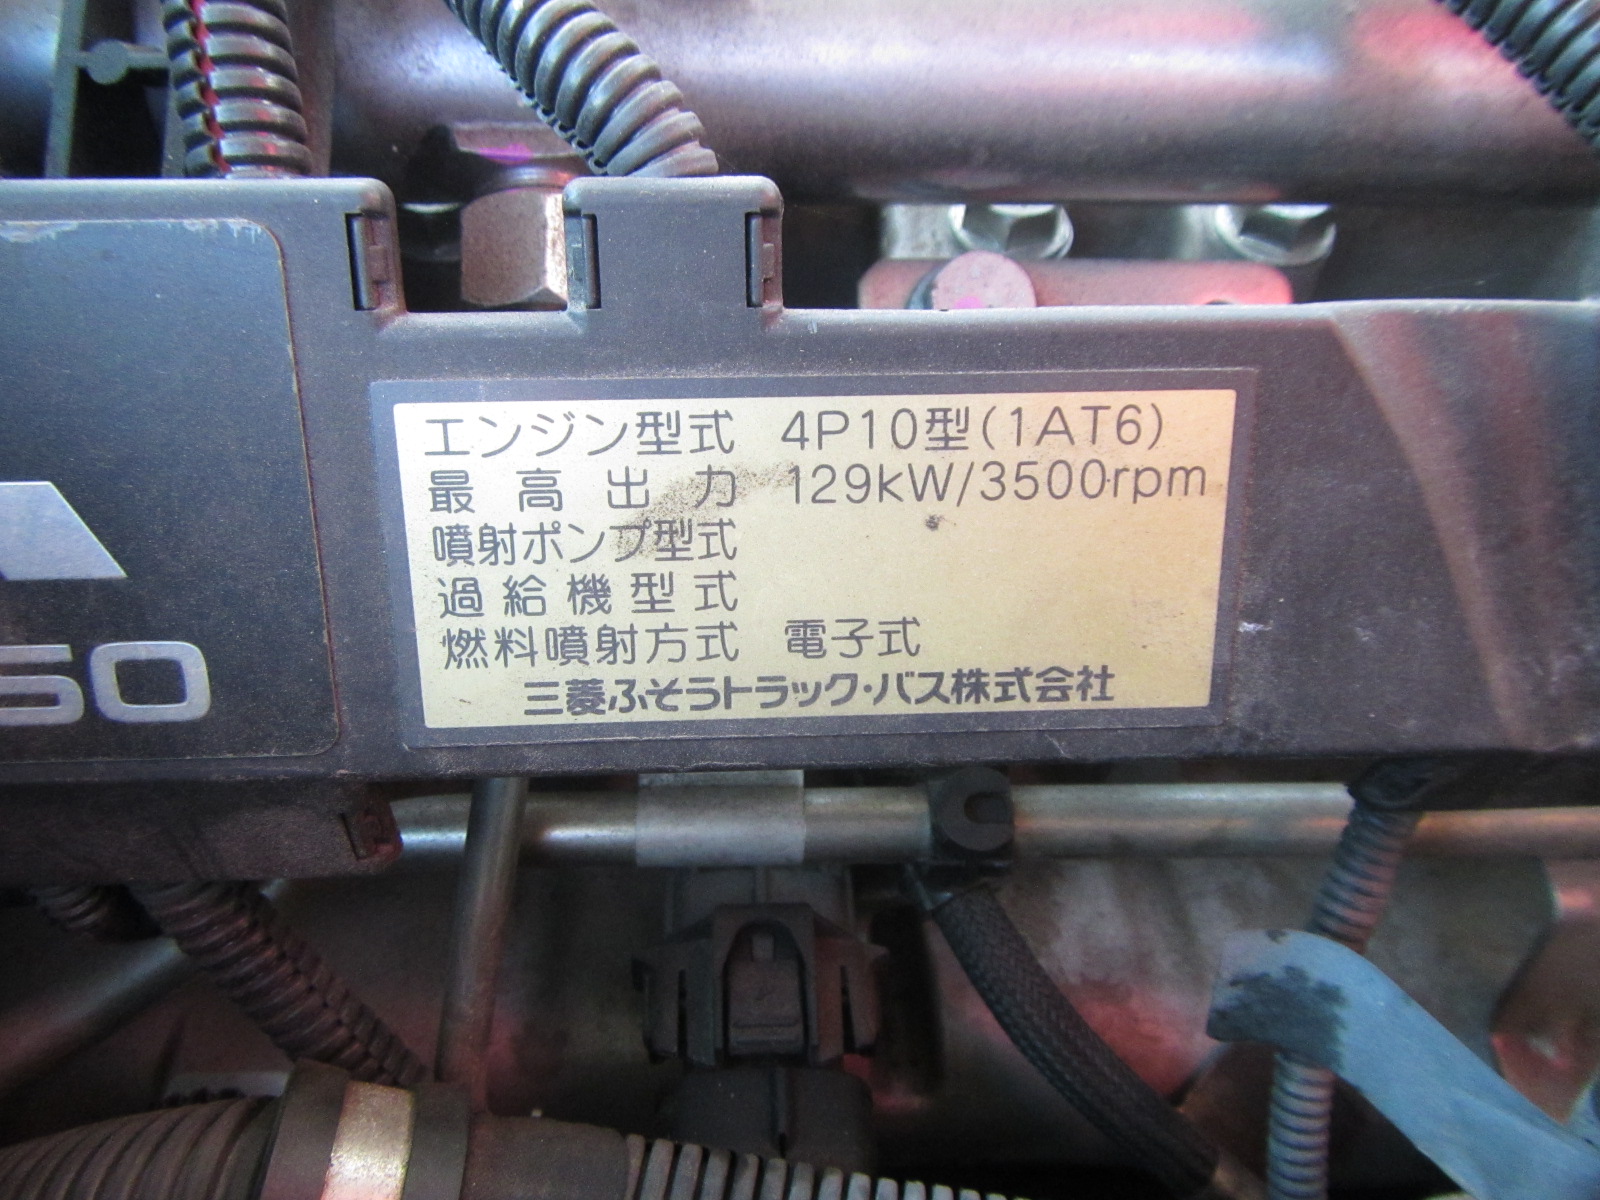 エンジン型式 4P10型(1AT6)
最高出力 129kW/3500rpm
噴射ポンプ型式
過給機型式
燃料噴射方式 電子式
三菱ふそうトラック・バス株式会社
50